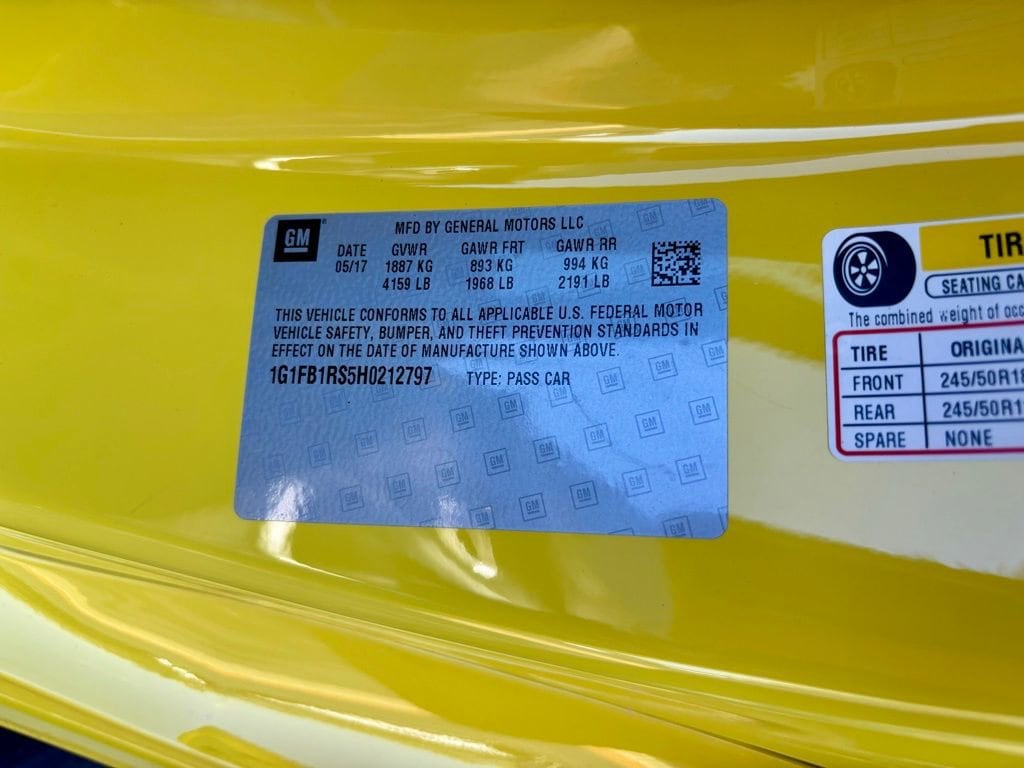 GM
MFD BY GENERAL MOTORS LLC
DATE GVWR GAWR FRT GAWR RR
05/17 1887 KG 893 KG 994 KG
4159 LB 1968 LB 2191 LB
THIS VEHICLE CONFORMS TO ALL APPLICABLE U.S. FEDERAL MOTOR
VEHICLE SAFETY, BUMPER, AND THEFT PREVENTION STANDARDS IN
EFFECT ON THE DATE OF MANUFACTURE SHOWN ABOVE.
1G1FB1RS5H0212797 TYPE: PASS CAR
TIR
SEATING CA
The combined weight of occ
TIRE ORIGINA
FRONT 245/50R18
REAR 245/50R1
SPARE NONE